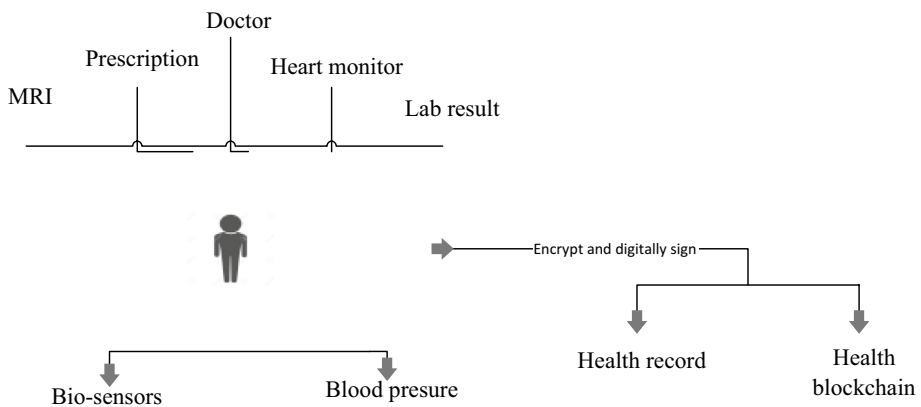 Doctor
Prescription
Heart monitor
MRI
Lab result
Encrypt and digitally sign
Health record
Health
blockchain
Bio-sensors
Blood presure